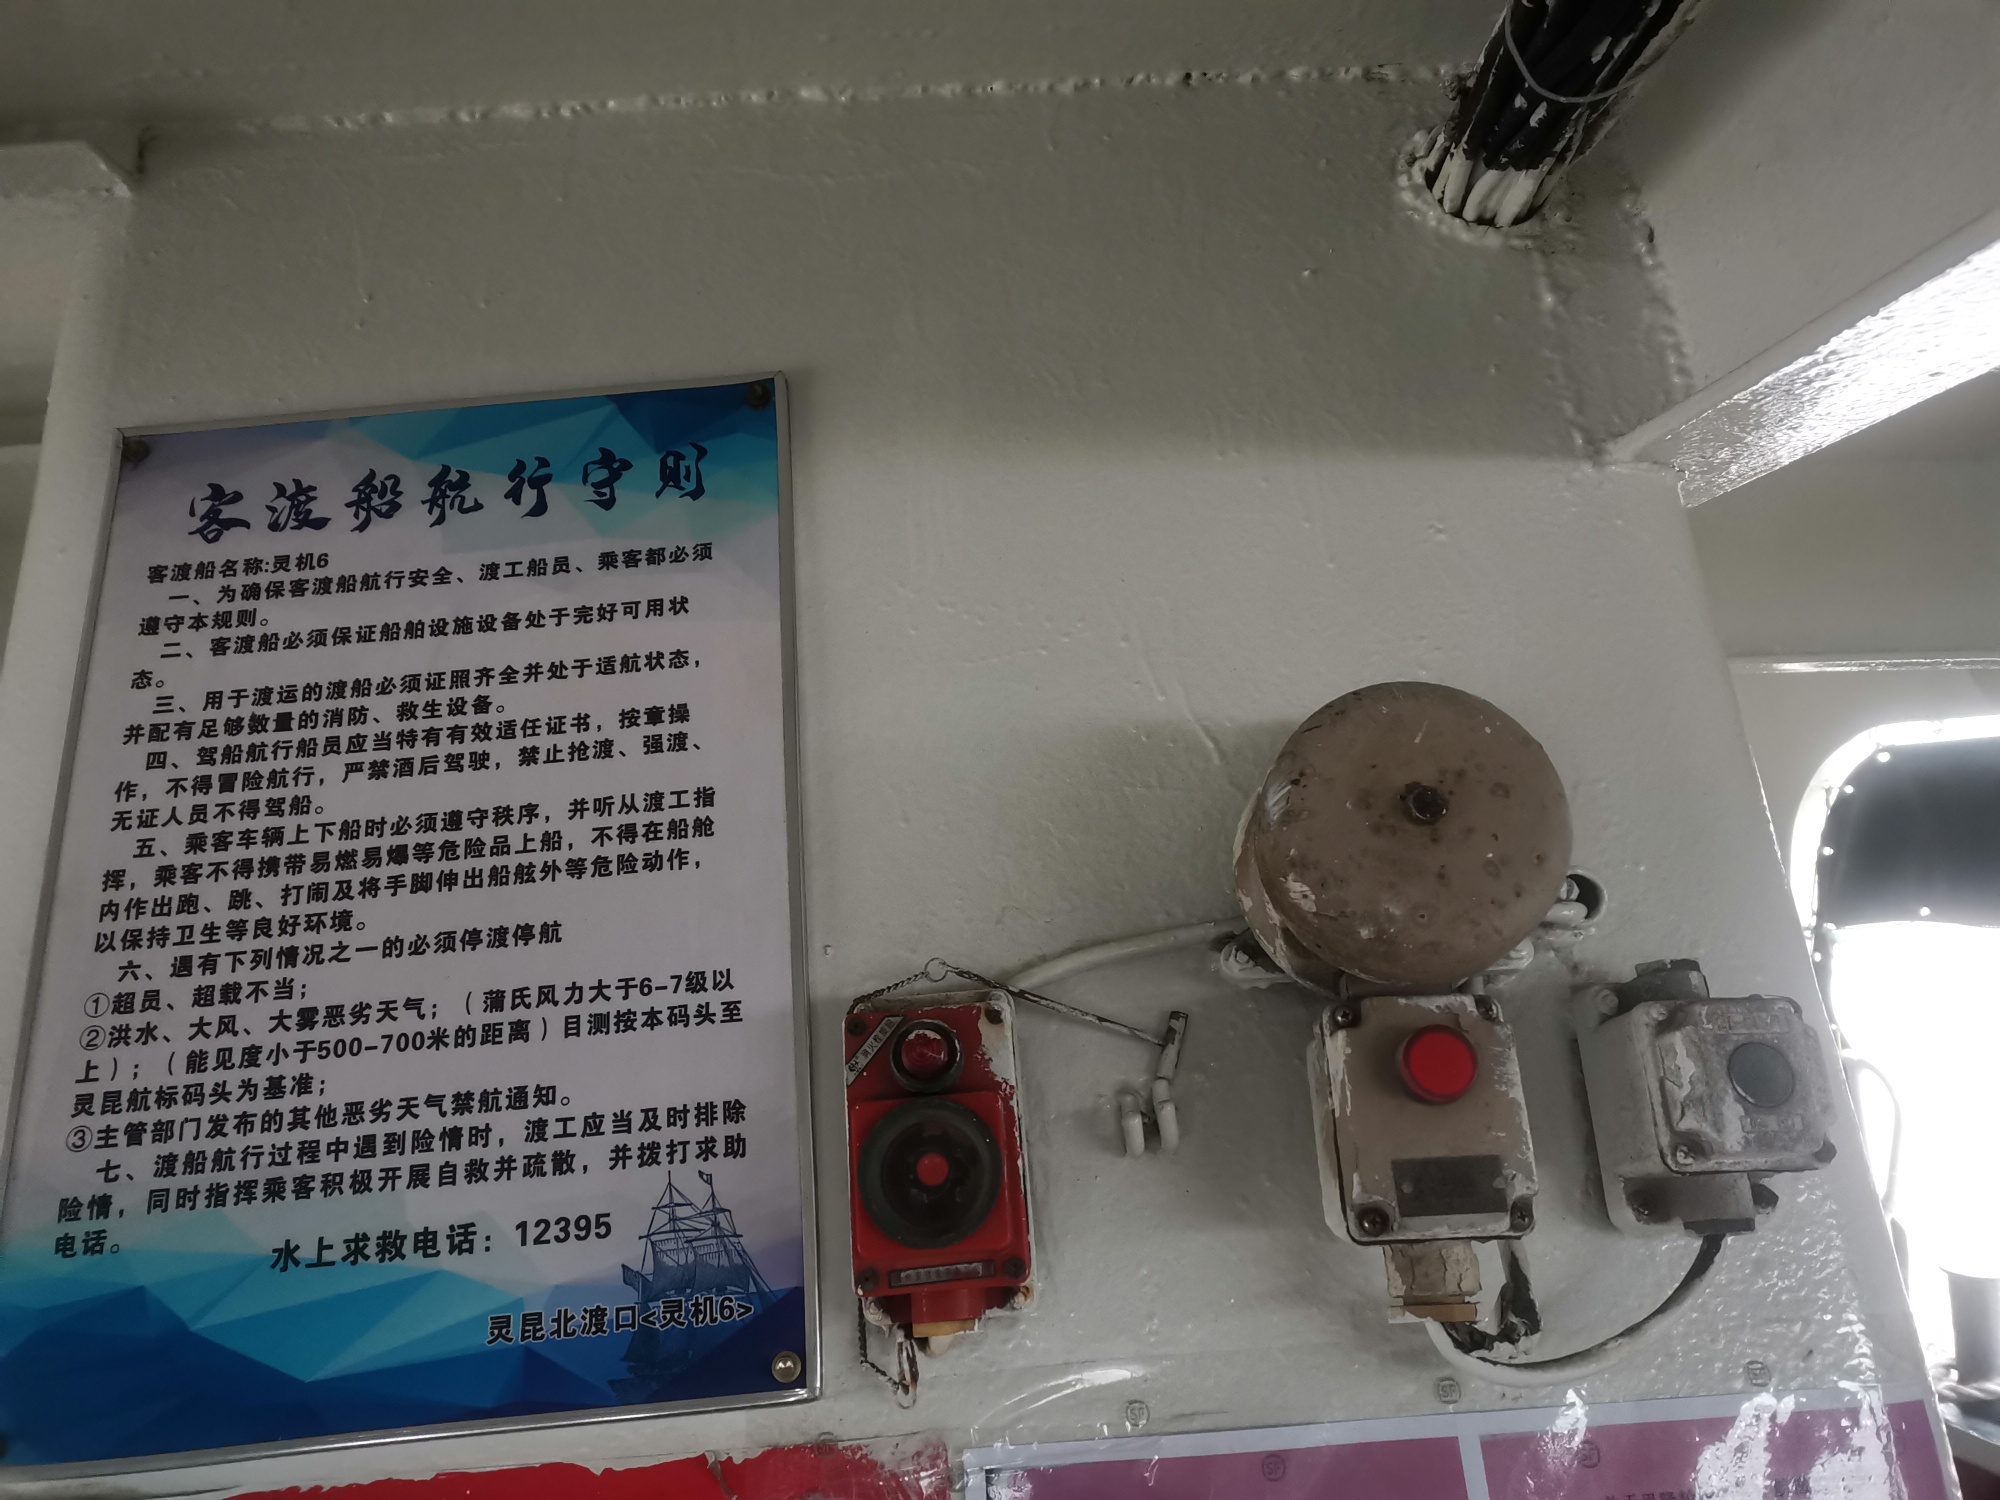 客渡船航行守则
客渡船名称:灵机6
一、为确保客渡船航行安全、渡工船员、乘客都必须
遵守本规则。
二、客渡船必须保证船舶设施设备处于完好可用状
态。
三、用于渡运的渡船必须证照齐全并处于适航状态，
并配有足够数量的消防、救生设备。
四、驾船航行船员应当特有有效适任证书，按章操
作，不得冒险航行，严禁酒后驾驶，禁止抢渡、强渡、
无证人员不得驾船。
五、乘客车辆上下船时必须遵守秩序，并听从渡工指
挥，乘客不得携带易燃易爆等危险品上船，不得在船舱
内作出跑、跳、打闹及将手脚伸出船舷外等危险动作，
以保持卫生等良好环境。
六、遇有下列情况之一的必须停渡停航
①超员、超载不当；
②洪水、大风、大雾恶劣天气；（蒲氏风力大于6-7级以
上）；（能见度小于500-700米的距离）目测按本码头至
灵昆航标码头为基准；
③主管部门发布的其他恶劣天气禁航通知。
七、渡船航行过程中遇到险情时，渡工应当及时排除
险情，同时指挥乘客积极开展自救并疏散，并拨打求助
电话。
水上求救电话：12395
灵昆北渡口<灵机6>
SF
SF
SF
SF
SF